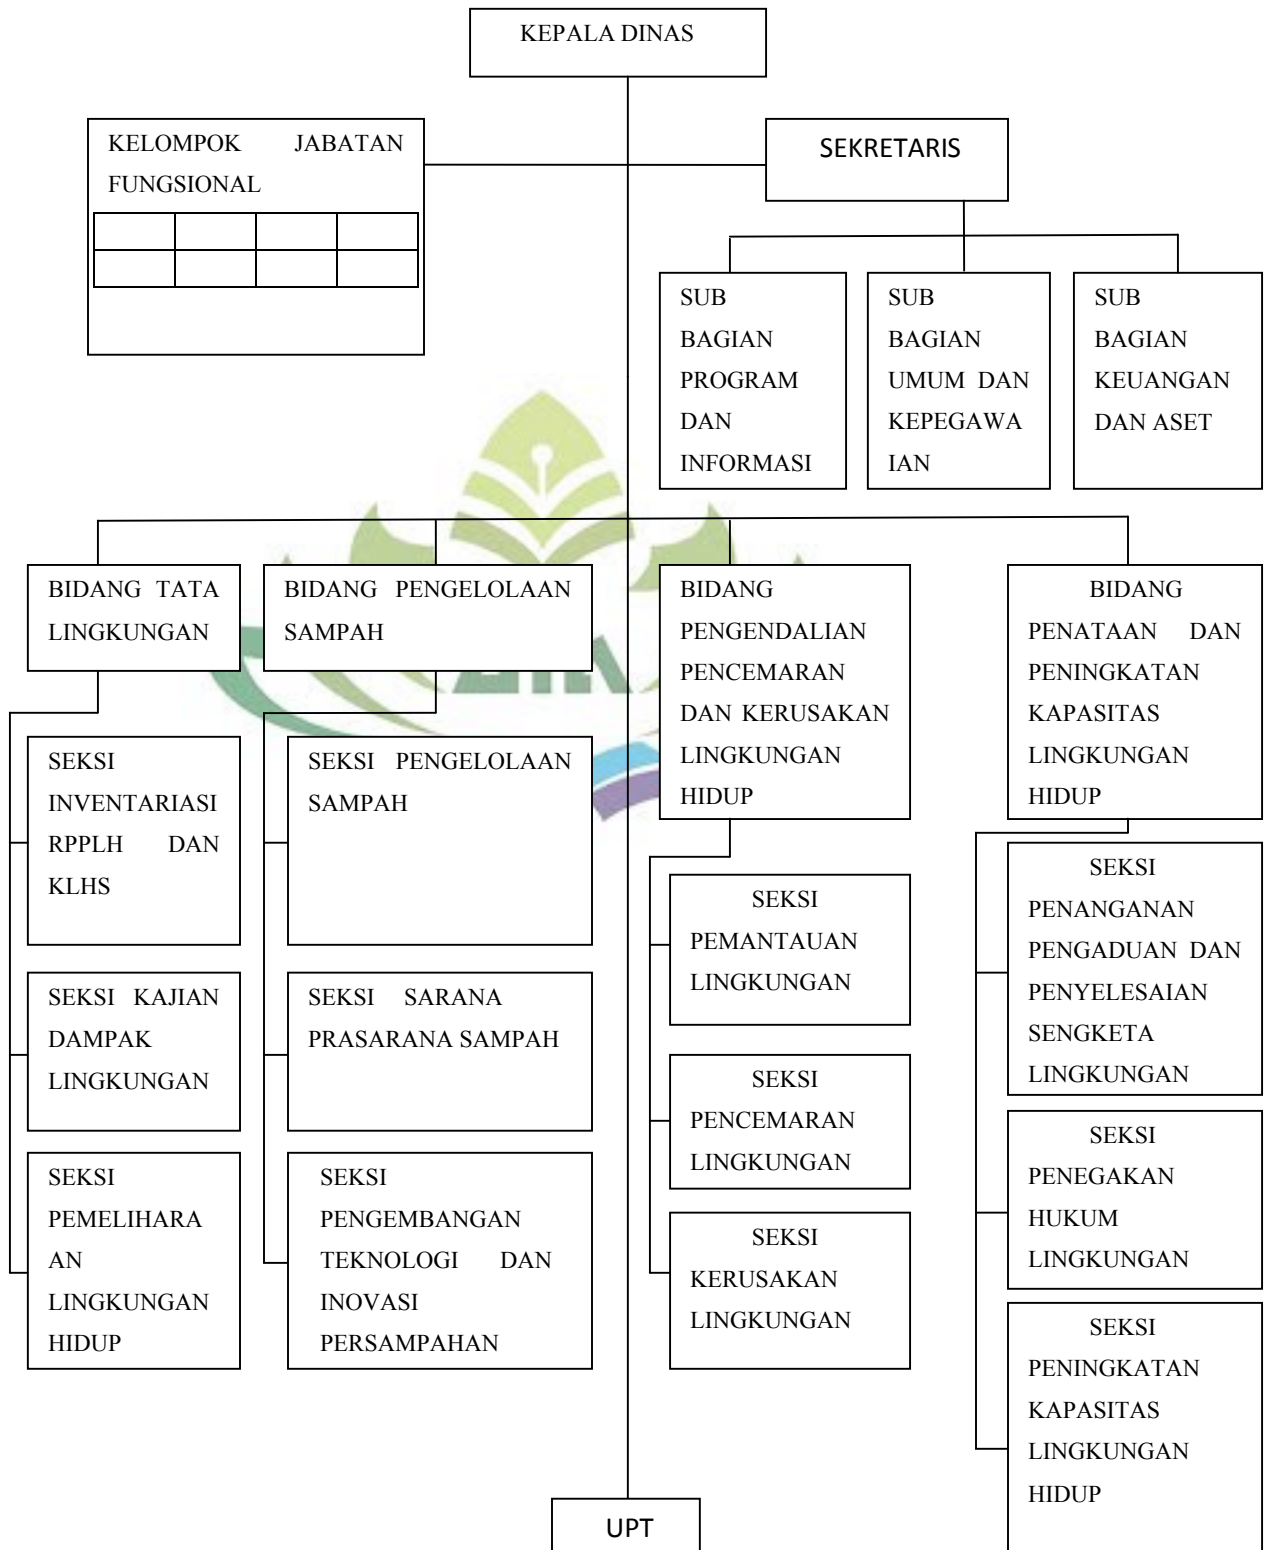 KEPALA DINAS
KELOMPOK JABATAN
FUNGSIONAL
SEKRETARIS
SUB
BAGIAN
PROGRAM
DAN
INFORMASI
SUB
BAGIAN
UMUM DAN
KEPEGAWA
IAN
SUB
BAGIAN
KEUANGAN
DAN ASET
BIDANG TATA
LINGKUNGAN
BIDANG PENGELOLAAN
SAMPAH
BIDANG
PENGENDALIAN
PENCEMARAN
DAN KERUSAKAN
LINGKUNGAN
HIDUP
BIDANG
PENATAAN DAN
PENINGKATAN
KAPASITAS
LINGKUNGAN
HIDUP
SEKSI
INVENTARIASI
RPPLH DAN
KLHS
SEKSI PENGELOLAAN
SAMPAH
SEKSI
PEMANTAUAN
LINGKUNGAN
SEKSI
PENANGANAN
PENGADUAN DAN
PENYELESAIAN
SENGKETA
LINGKUNGAN
SEKSI KAJIAN
DAMPAK
LINGKUNGAN
SEKSI SARANA
PRASARANA SAMPAH
SEKSI
PENCEMARAN
LINGKUNGAN
SEKSI
PENEGAKAN
HUKUM
LINGKUNGAN
SEKSI
PEMELIHARA
AN
LINGKUNGAN
HIDUP
SEKSI
PENGEMBANGAN
TEKNOLOGI DAN
INOVASI
PERSAMPAHAN
SEKSI
KERUSAKAN
LINGKUNGAN
SEKSI
PENINGKATAN
KAPASITAS
LINGKUNGAN
HIDUP
UPT